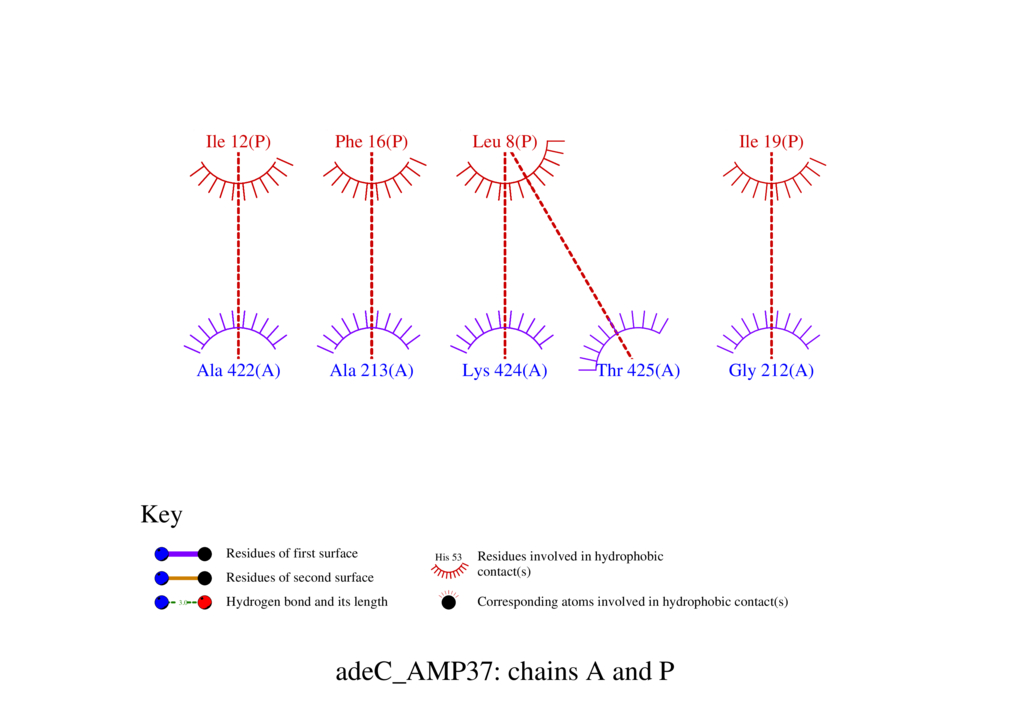 Ile 12(P) Phe 16(P) Leu 8(P) Ile 19(P)
Ala 422(A) Ala 213(A) Lys 424(A) Thr 425(A) Gly 212(A)
Key
Residues of first surface
Residues of second surface
3.0
Hydrogen bond and its length
His 53
Residues involved in hydrophobic
contact(s)
Corresponding atoms involved in hydrophobic contact(s)
adeC_AMP37: chains A and P